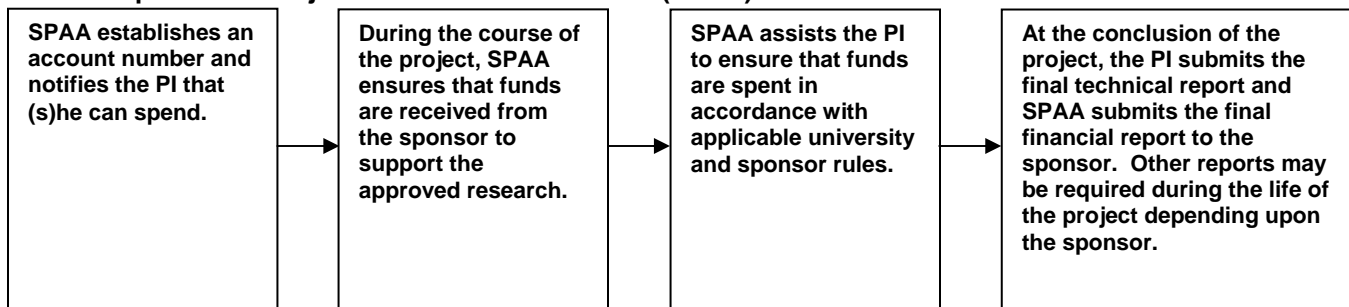 SPAA establishes an
account number and
notifies the PI that
(s)he can spend.
During the course of
the project, SPAA
ensures that funds
are received from
the sponsor to
support the
approved research.
SPAA assists the PI
to ensure that funds
are spent in
accordance with
applicable university
and sponsor rules.
At the conclusion of
the project, the PI submits the
final technical report and
SPAA submits the final
financial report to the
sponsor.  Other reports may
be required during the life of
the project depending upon
the sponsor.